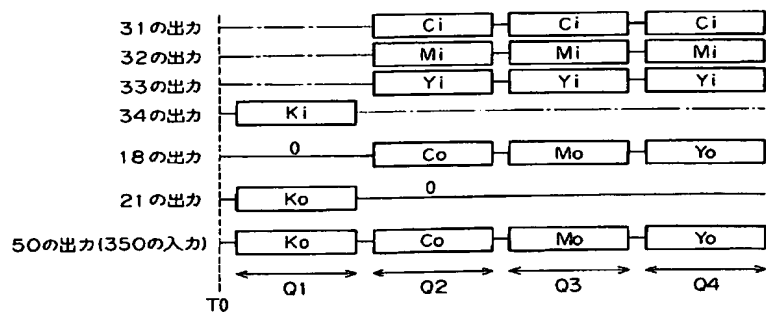 31の出力 Ci Ci Ci
32の出力 Mi Mi Mi
33の出力 Yi Yi Yi
34の出力 Ki
18の出力 0 Co Mo Yo
21の出力 Ko 0
50の出力(350の入力) Ko Co Mo Yo
Q1 Q2 Q3 Q4
T0